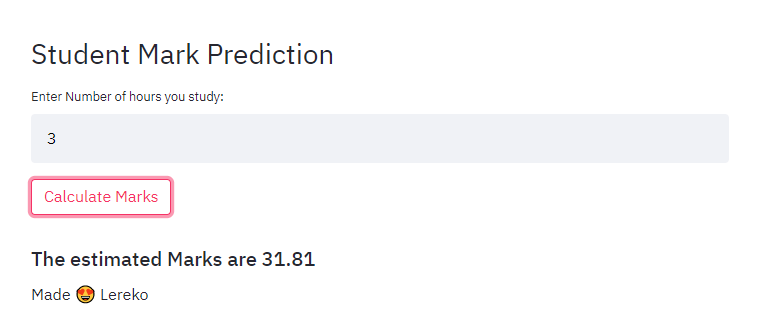 Student Mark Prediction
Enter Number of hours you study:
3
Calculate Marks
The estimated Marks are 31.81
Made 😍 Lereko